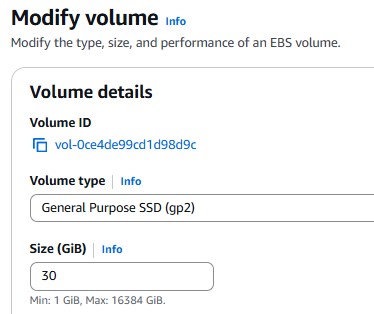 Modify volume Info
Modify the type, size, and performance of an EBS volume.
Volume details
Volume ID
vol-0ce4de99cd1d98d9c
Volume type Info
General Purpose SSD (gp2)
Size (GiB) Info
30
Min: 1 GiB, Max: 16384 GiB.